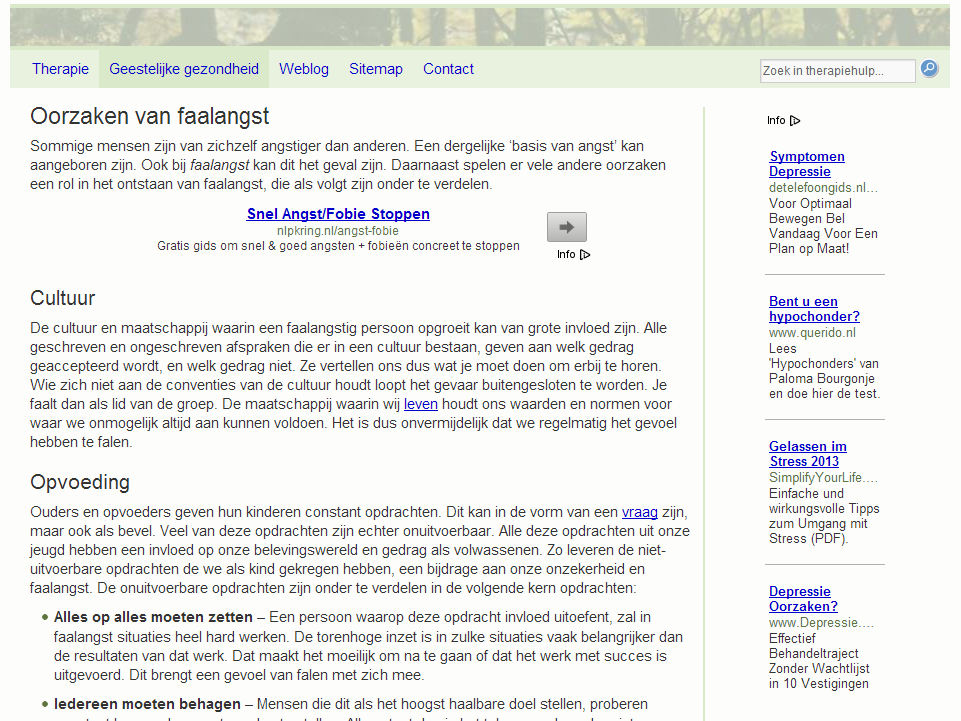 Therapie Geestelijke gezondheid Weblog Sitemap Contact
Zoek in therapiehulp...
Oorzaken van faalangst
Sommige mensen zijn van zichzelf angstiger dan anderen. Een dergelijke ‘basis van angst’ kan
aangeboren zijn. Ook bij faalangst kan dit het geval zijn. Daarnaast spelen er vele andere oorzaken
een rol in het ontstaan van faalangst, die als volgt zijn onder te verdelen.
Snel Angst/Fobie Stoppen
nlpkring.nl/angst-fobie
Gratis gids om snel & goed angsten + fobieën concreet te stoppen
Info
Cultuur
De cultuur en maatschappij waarin een faalangstig persoon opgroeit kan van grote invloed zijn. Alle
geschreven en ongeschreven afspraken die er in een cultuur bestaan, geven aan welk gedrag
geaccepteerd wordt, en welk gedrag niet. Ze vertellen ons dus wat je moet doen om erbij te horen.
Wie zich niet aan de conventies van de cultuur houdt loopt het gevaar buitengesloten te worden. Je
faalt dan als lid van de groep. De maatschappij waarin wij leven houdt ons waarden en normen voor
waar we onmogelijk altijd aan kunnen voldoen. Het is dus onvermijdelijk dat we regelmatig het gevoel
hebben te falen.
Opvoeding
Ouders en opvoeders geven hun kinderen constant opdrachten. Dit kan in de vorm van een vraag zijn,
maar ook als bevel. Veel van deze opdrachten zijn echter onuitvoerbaar. Alle deze opdrachten uit onze
jeugd hebben een invloed op onze belevingswereld en gedrag als volwassenen. Zo leveren de niet-
uitvoerbare opdrachten de we als kind gekregen hebben, een bijdrage aan onze onzekerheid en
faalangst. De onuitvoerbare opdrachten zijn onder te verdelen in de volgende kern opdrachten:
Alles op alles moeten zetten – Een persoon waarop deze opdracht invloed uitoefent, zal in
faalangst situaties heel hard werken. De torenhoge inzet is in zulke situaties vaak belangrijker dan
de resultaten van dat werk. Dat maakt het moeilijk om na te gaan of dat het werk met succes is
uitgevoerd. Dit brengt een gevoel van falen met zich mee.
Iedereen moeten behagen – Mensen die dit als het hoogst haalbare doel stellen, proberen
Info
Symptomen
Depressie
detelefoongids.nl...
Voor Optimaal
Bewegen Bel
Vandaag Voor Een
Plan op Maat!
Bent u een
hypochonder?
www.querido.nl
Lees
'Hypochonders' van
Paloma Bourgonje
en doe hier de test.
Gelassen im
Stress 2013
SimplifyYourLife....
Einfache und
wirkungsvolle Tipps
zum Umgang mit
Stress (PDF).
Depressie
Oorzaken?
www.Depressie....
Effectief
Behandeltraject
Zonder Wachtlijst
in 10 Vestigingen